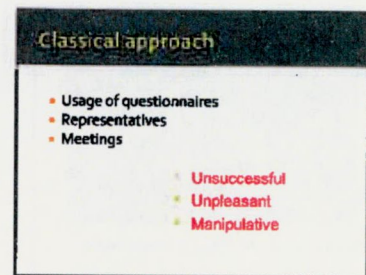 Classical approach
Usage of questionnaires
Representatives
Meetings
Unsuccessful
Unpleasant
Manipulative